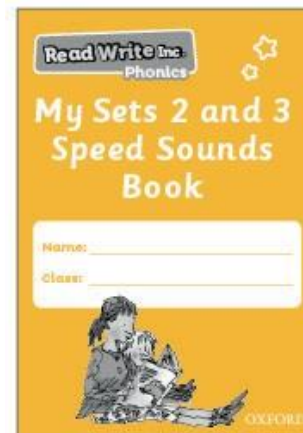 Read Write Inc.
Phonics
My Sets 2 and 3
Speed Sounds
Book
Name:
Class:
OXFORD